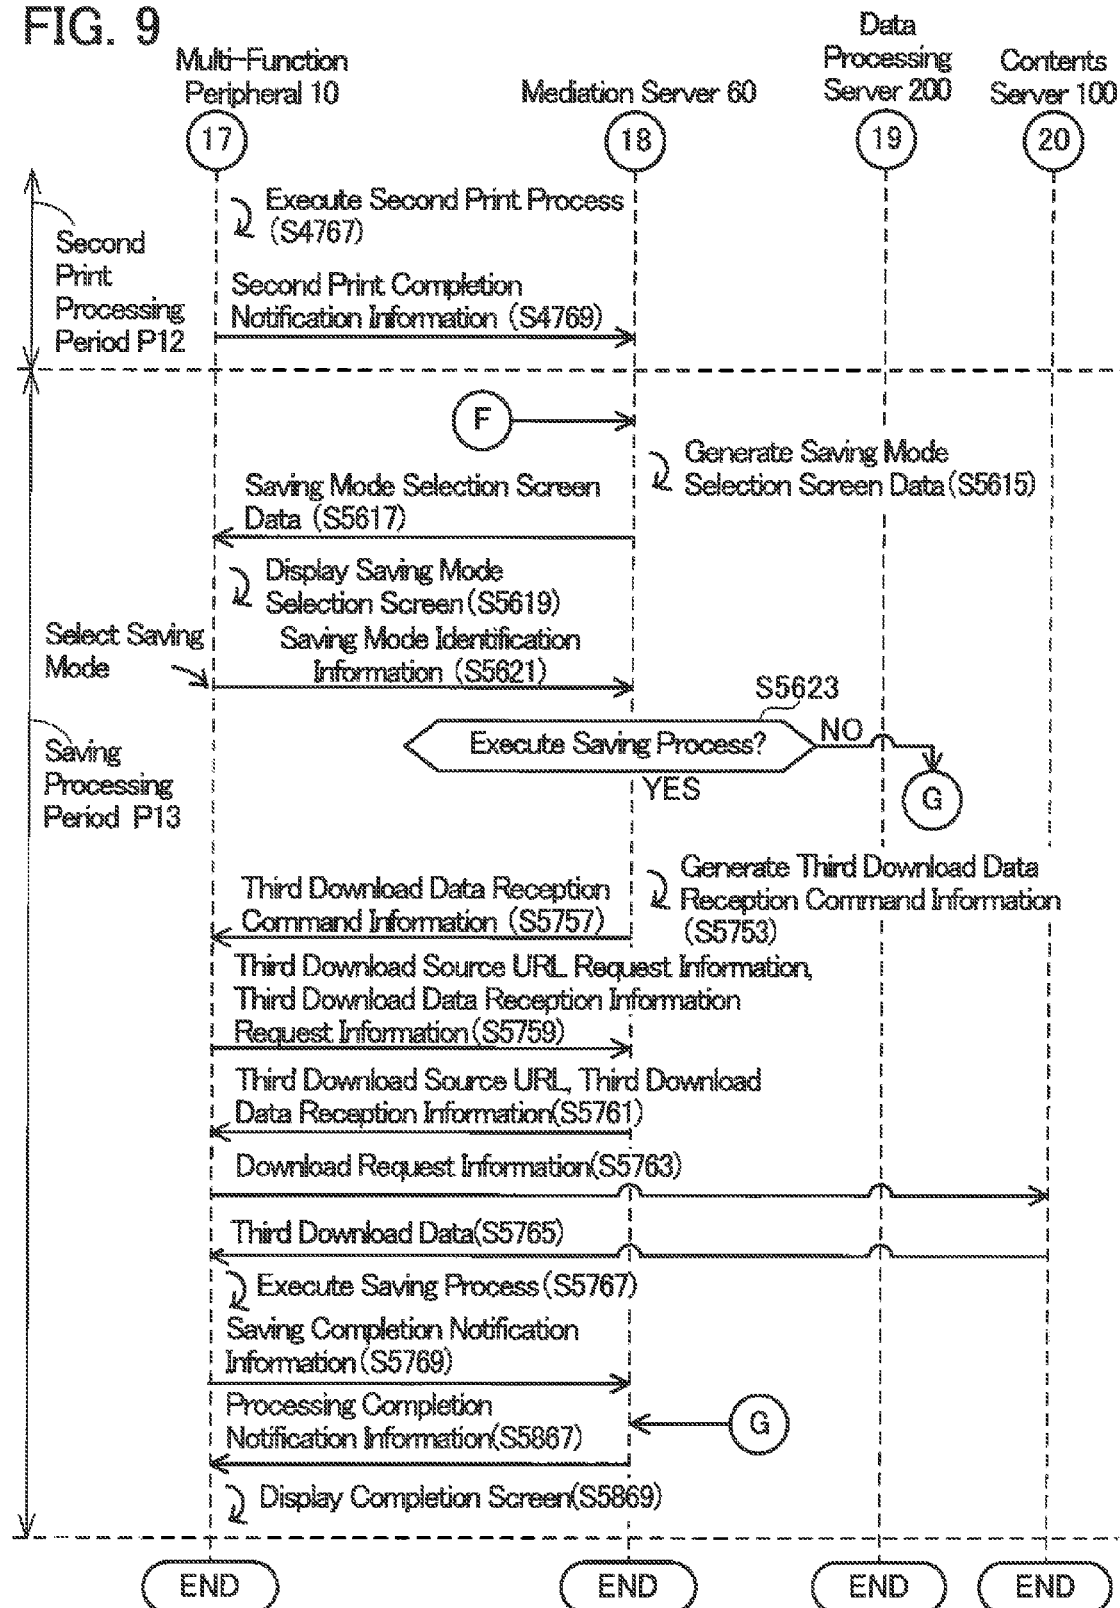 FIG. 9
Multi-Function
Peripheral 10
Mediation Server 60
Data
Processing
Server 200
Contents
Server 100
17
18
19
20
Execute Second Print Process
(S4767)
Second
Print
Processing
Period P12
Second Print Completion
Notification Information (S4769)
F
Generate Saving Mode
Selection Screen Data(S5615)
Saving Mode Selection Screen
Data (S5617)
Display Saving Mode
Selection Screen(S5619)
Select Saving
Mode
Saving Mode Identification
Information (S5621)
S5623
Execute Saving Process?
NO
YES
G
Saving
Processing
Period P13
Generate Third Download Data
Reception Command Information
(S5753)
Third Download Data Reception
Command Information (S5757)
Third Download Source URL Request Information,
Third Download Data Reception Information
Request Information(S5759)
Third Download Source URL, Third Download
Data Reception Information(S5761)
Download Request Information(S5763)
Third Download Data(S5765)
Execute Saving Process(S5767)
Saving Completion Notification
Information(S5769)
Processing Completion
Notification Information(S5867)
G
Display Completion Screen(S5869)
END
END
END
END